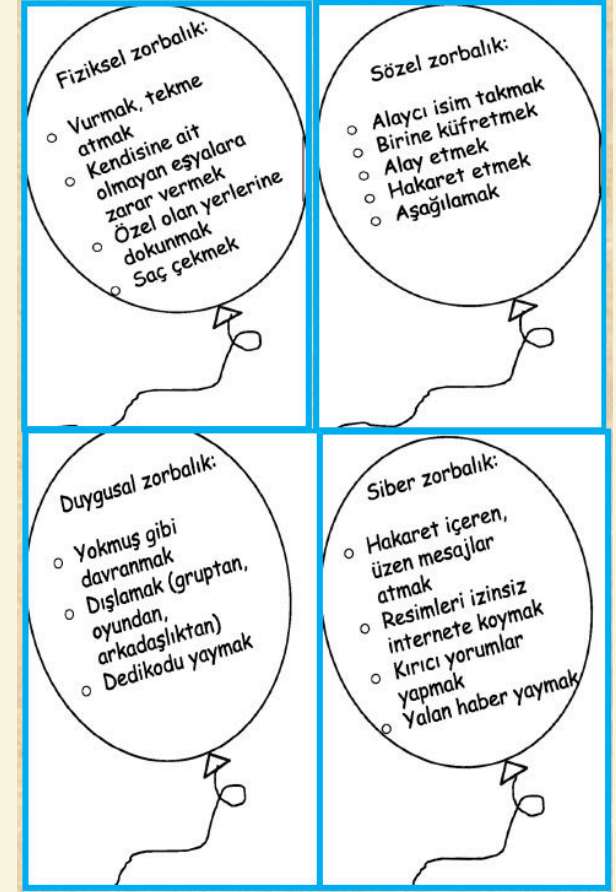 Fiziksel zorbalık:
o Vurmak, tekme
atmak
o Kendisine ait
olmayan eşyalara
zarar vermek
o Özel olan yerlerine
dokunmak
o Saç çekmek
Sözel zorbalık:
o Alaycı isim takmak
o Birine küfretmek
o Alay etmek
o Hakaret etmek
o Aşağılamak
Duygusal zorbalık:
o Yokmuş gibi
davranmak
o Dışlamak (gruptan,
oyundan,
arkadaşlıktan)
o Dedikodu yaymak
Siber zorbalık:
o Hakaret içeren,
üzen mesajlar
atmak
o Resimleri izinsiz
internete koymak
o Kırıcı yorumlar
yapmak
o Yalan haber yaymak